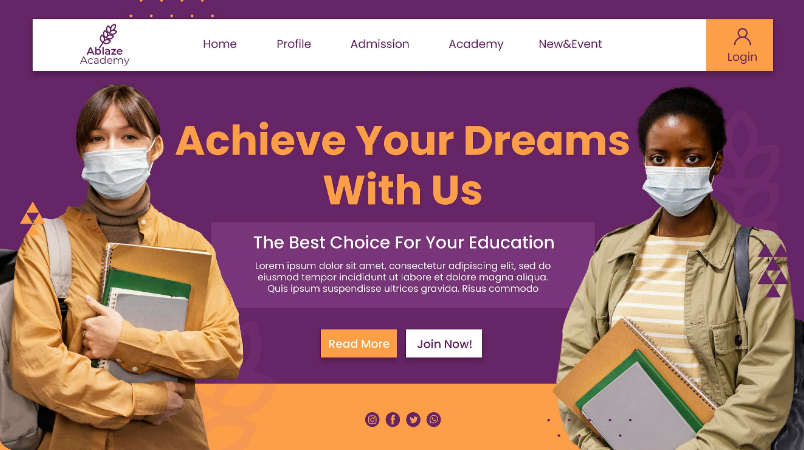 Ablaze
Academy
Home
Profile
Admission
Academy
New&Event
Login
Achieve Your Dreams
With Us
The Best Choice For Your Education
Lorem ipsum dolor sit amet, consectetur adipiscing elit, sed do
eiusmod tempor incididunt ut labore et dolore magna aliqua.
Quis ipsum suspendisse ultrices gravida. Risus commodo
Read More
Join Now!